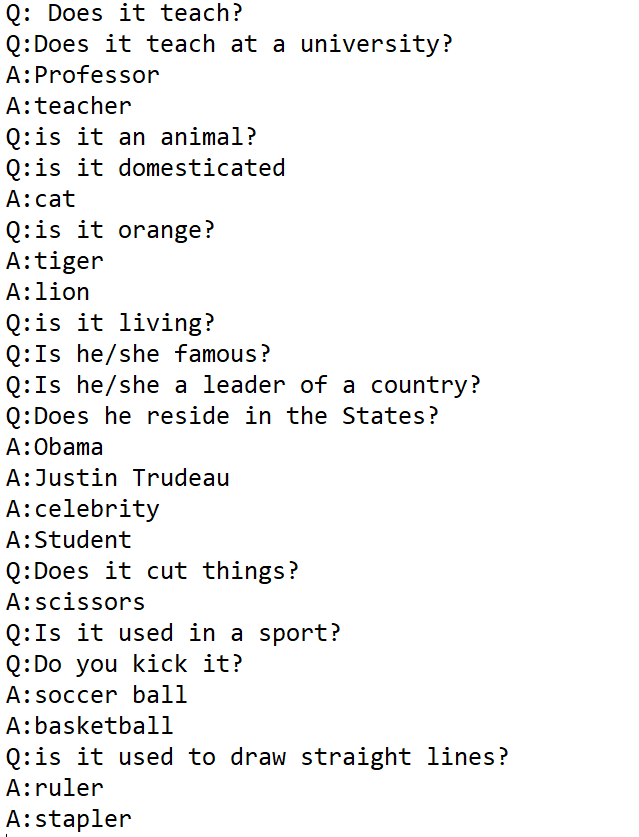 Q: Does it teach?
Q:Does it teach at a university?
A:Professor
A:teacher
Q:is it an animal?
Q:is it domesticated
A:cat
Q:is it orange?
A:tiger
A:lion
Q:is it living?
Q:Is he/she famous?
Q:Is he/she a leader of a country?
Q:Does he reside in the States?
A:Obama
A:Justin Trudeau
A:celebrity
A:Student
Q:Does it cut things?
A:scissors
Q:Is it used in a sport?
Q:Do you kick it?
A:soccer ball
A:basketball
Q:is it used to draw straight lines?
A:ruler
A:stapler